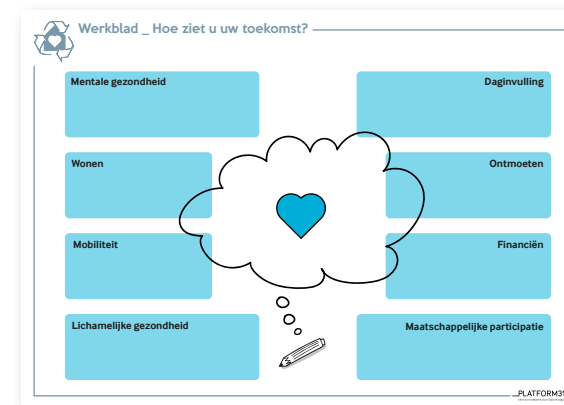 Werkblad _ Hoe ziet u uw toekomst?
Mentale gezondheid
Daginvulling
Wonen
Ontmoeten
Mobiliteit
Financiën
Lichamelijke gezondheid
Maatschappelijke participatie
PLATFORM31